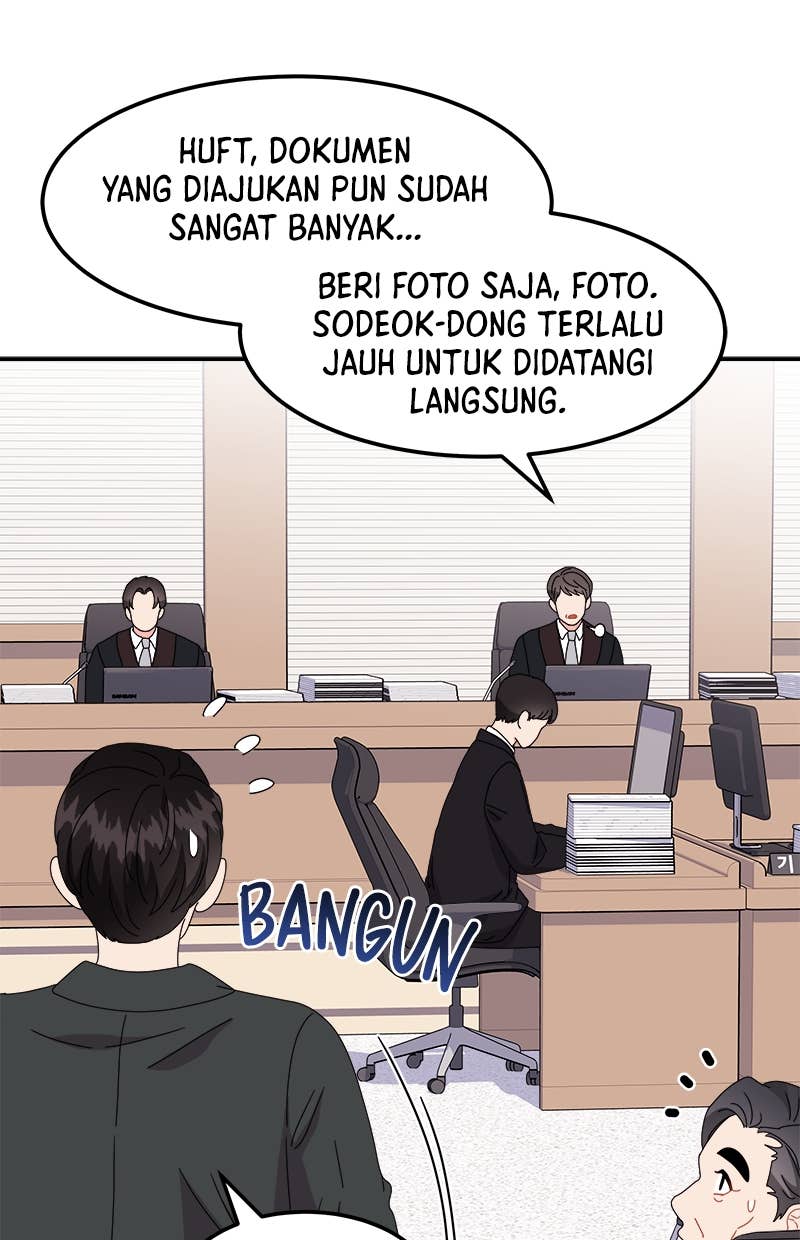 HUFT, DOKUMEN
YANG DIAJUKAN PUN SUDAH
SANGAT BANYAK...
BERI FOTO SAJA, FOTO.
SODEOK-DONG TERLALU
JAUH UNTUK DIDATANGI
LANGSUNG.
BANGUN
기